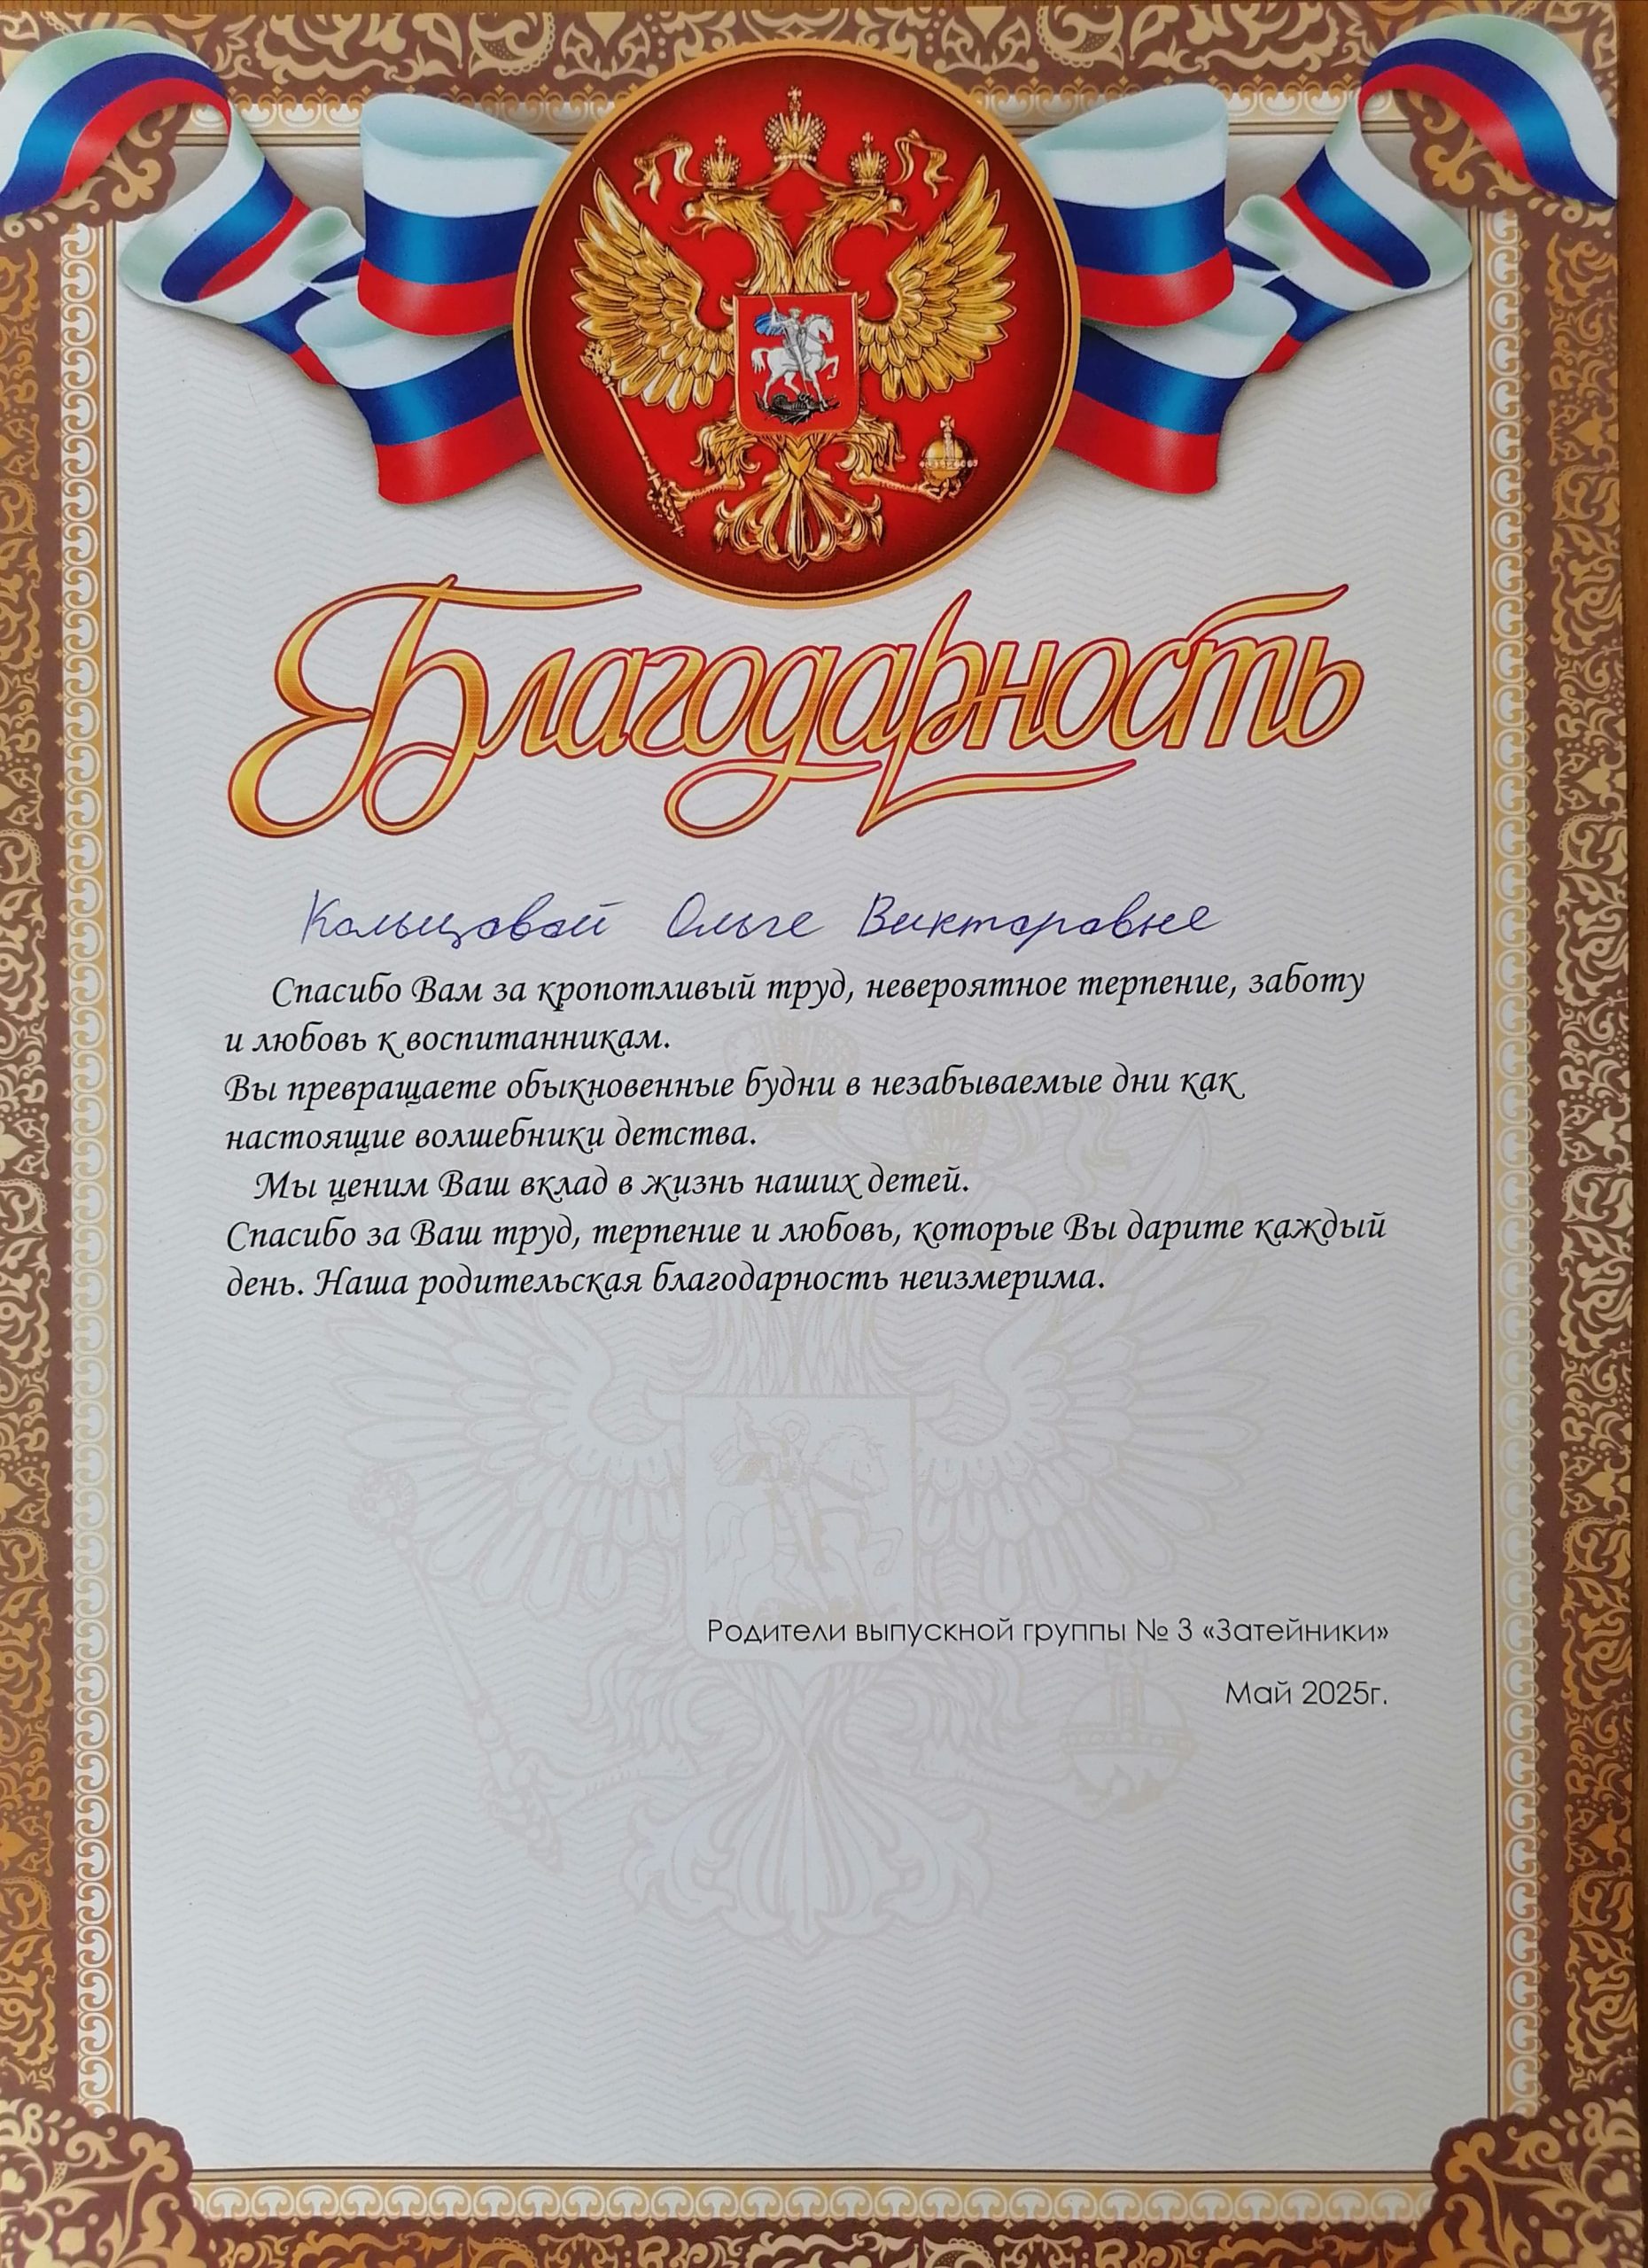 Благодарность
Кольцовой Ольге Викторовне
Спасибо Вам за кропотливый труд, невероятное терпение, заботу
и любовь к воспитанникам.
Вы превращаете обыкновенные будни в незабываемые дни как
настоящие волшебники детства.
Мы ценим Ваш вклад в жизнь наших детей.
Спасибо за Ваш труд, терпение и любовь, которые Вы дарите каждый
день. Наша родительская благодарность неизмерима.
Родители выпускной группы № 3 «Затейники»
Май 2025г.